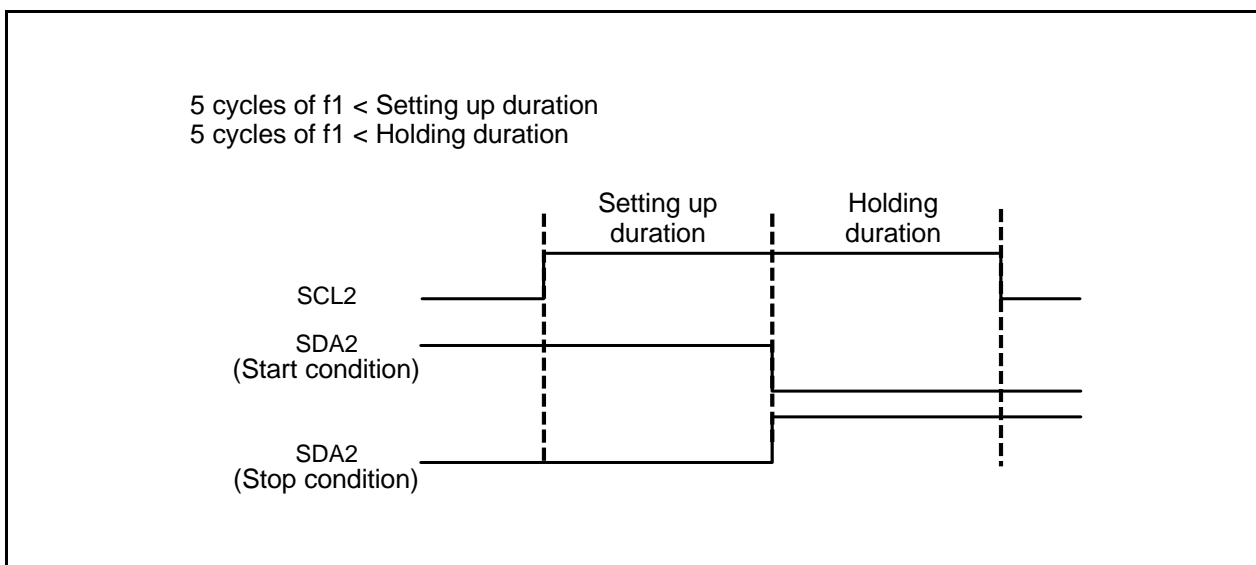 5 cycles of f1 < Setting up duration
5 cycles of f1 < Holding duration
Setting up
duration
Holding
duration
SCL2
SDA2
(Start condition)
SDA2
(Stop condition)